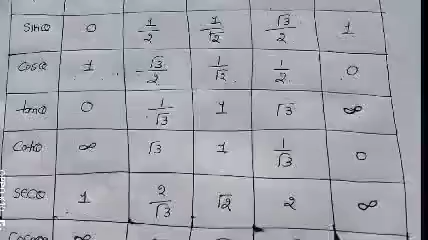 sinθ 0 1/2 1/√2 √3/2 1
cosθ 1 √3/2 1/√2 1/2 0
tanθ 0 1/√3 1 √3 ∞
cotθ ∞ √3 1 1/√3 0
secθ 1 2/√3 √2 2 ∞
cosecθ ∞